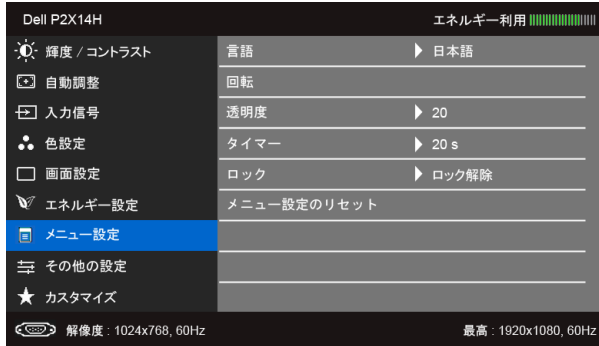 Dell P2X14H エネルギー利用
輝度 / コントラスト 言語 日本語
自動調整 回転
入力信号 透明度 20
色設定 タイマー 20 s
画面設定 ロック ロック解除
エネルギー設定 メニュー設定のリセット
メニュー設定
その他の設定
カスタマイズ
解像度 : 1024x768, 60Hz 最高 : 1920x1080, 60Hz